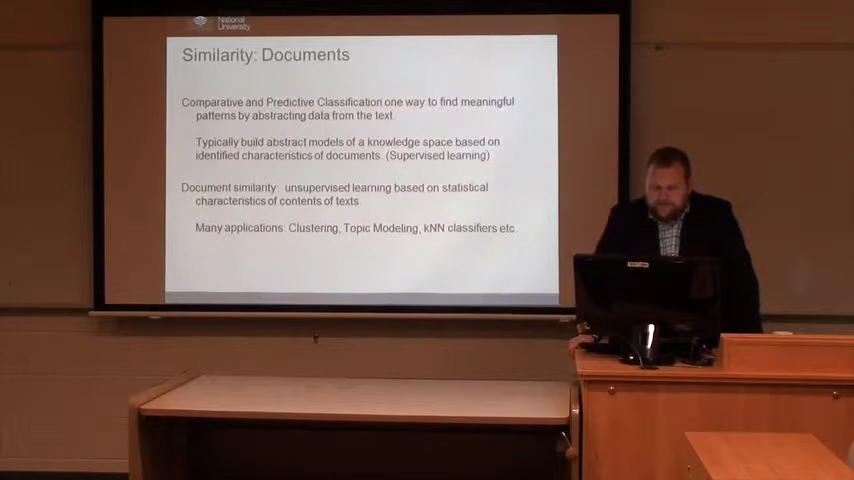 National
University
Similarity: Documents
Comparative and Predictive Classification one way to find meaningful
patterns by abstracting data from the text.
Typically build abstract models of a knowledge space based on
identified characteristics of documents. (Supervised learning)
Document similarity: unsupervised learning based on statistical
characteristics of contents of texts.
Many applications: Clustering, Topic Modeling, kNN classifiers etc.